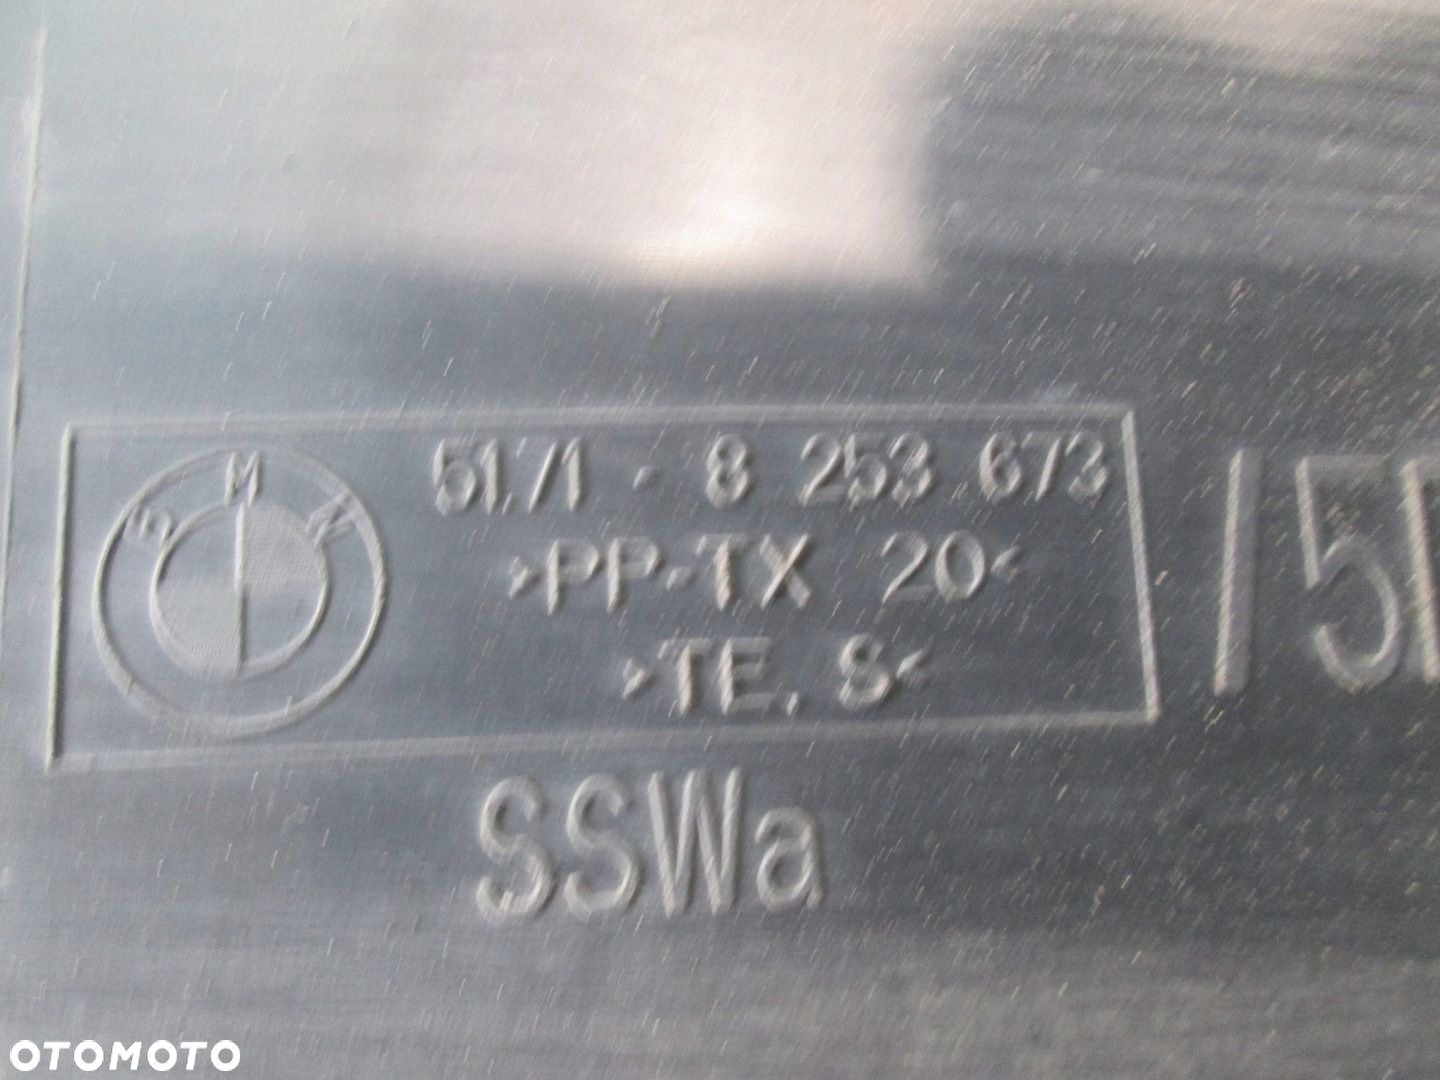 BMW
51.71 - 8 253 673
>PP-TX 20<
>TE. S<
SSWa
OTOMOTO